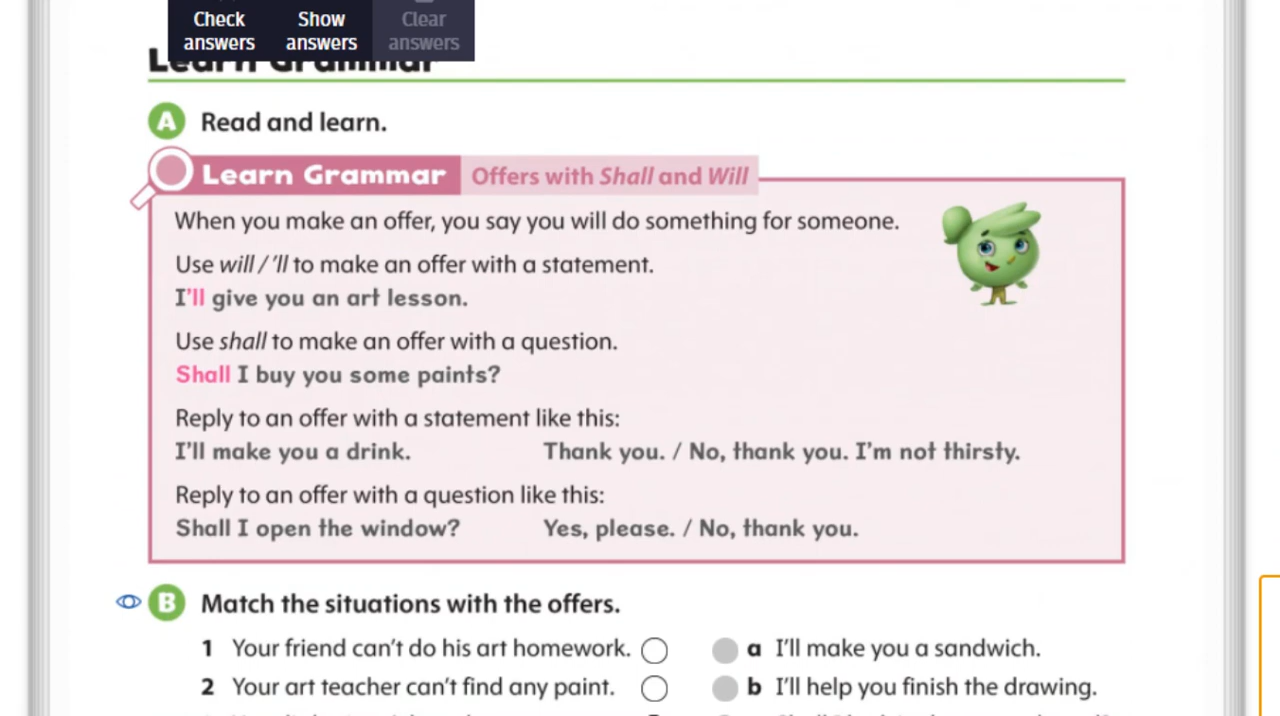 Check answers
Show answers
Clear answers
Learn Grammar
A Read and learn.
Learn Grammar Offers with Shall and Will
When you make an offer, you say you will do something for someone.
Use will / 'll to make an offer with a statement.
I'll give you an art lesson.
Use shall to make an offer with a question.
Shall I buy you some paints?
Reply to an offer with a statement like this:
I'll make you a drink. Thank you. / No, thank you. I'm not thirsty.
Reply to an offer with a question like this:
Shall I open the window? Yes, please. / No, thank you.
B Match the situations with the offers.
1 Your friend can't do his art homework. a I'll make you a sandwich.
2 Your art teacher can't find any paint. b I'll help you finish the drawing.